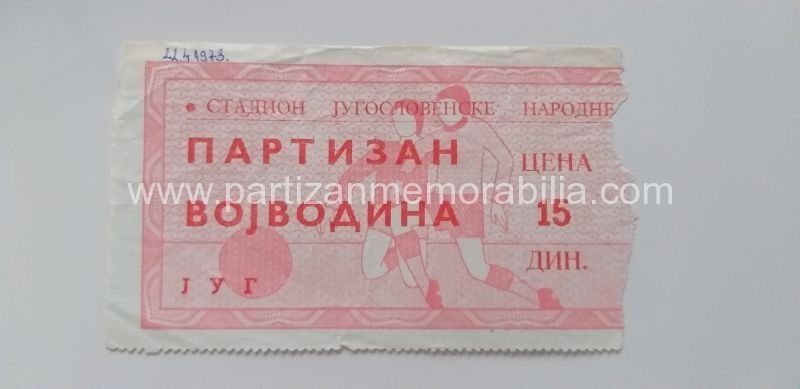 22.4.1973.
• СТАДИОН ЈУГОСЛОВЕНСКЕ НАРОДНЕ
ПАРТИЗАН ЦЕНА
www.partizanmemorabilia.com
ВОЈВОДИНА 15
ДИН.
ЈУГ